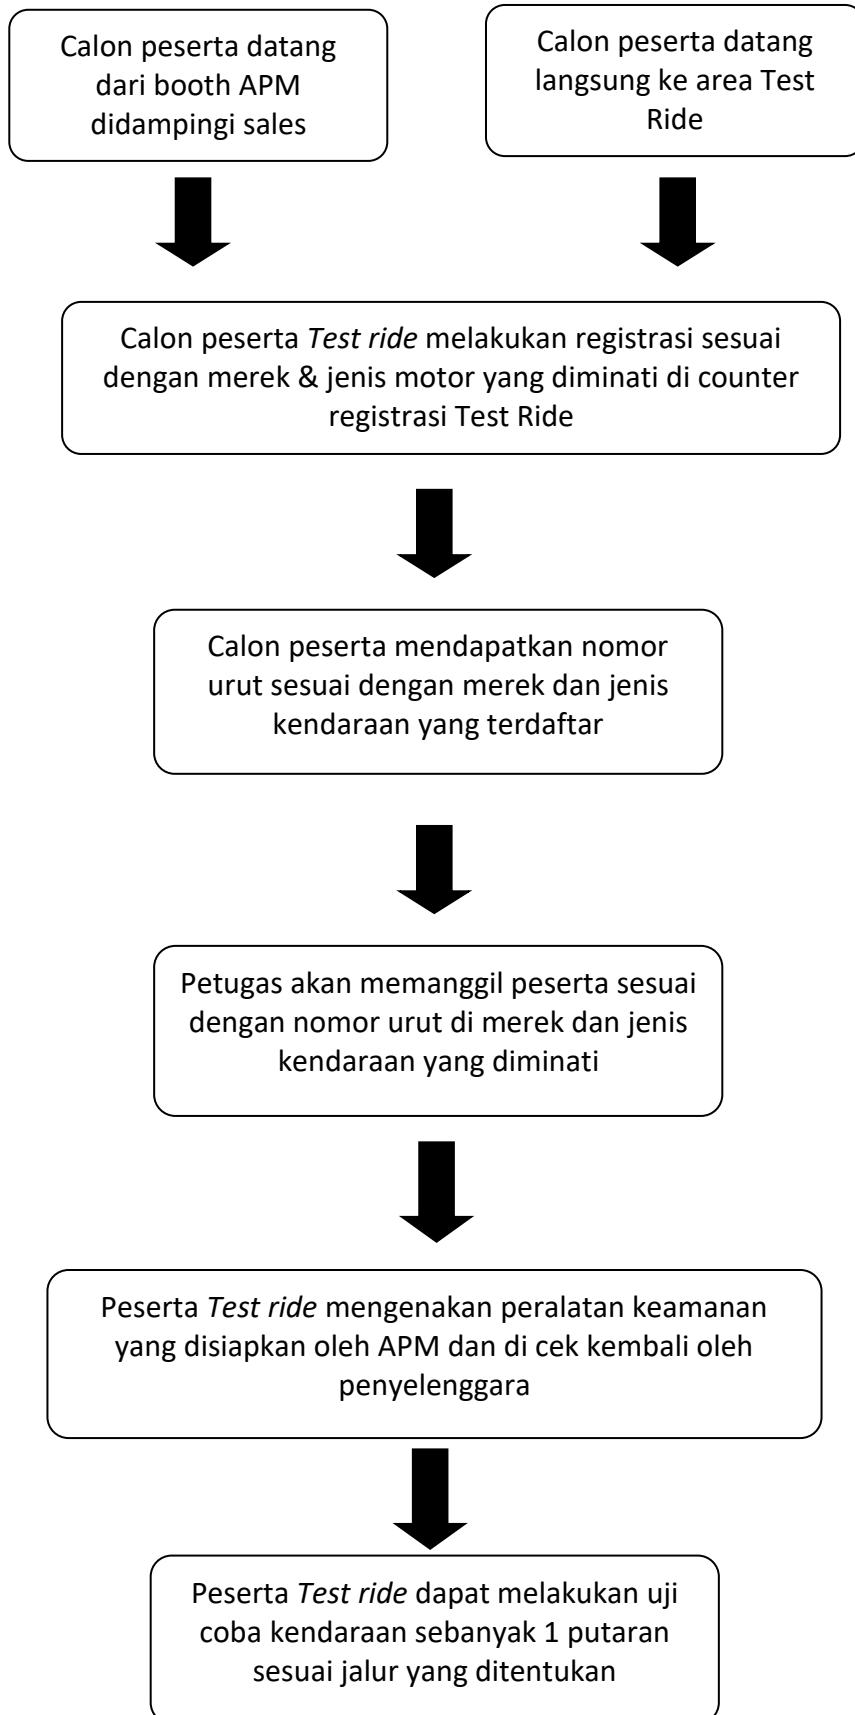 Calon peserta datang
dari booth APM
didampingi sales
Calon peserta datang
langsung ke area Test
Ride
Calon peserta Test ride melakukan registrasi sesuai
dengan merek & jenis motor yang diminati di counter
registrasi Test Ride
Calon peserta mendapatkan nomor
urut sesuai dengan merek dan jenis
kendaraan yang terdaftar
Petugas akan memanggil peserta sesuai
dengan nomor urut di merek dan jenis
kendaraan yang diminati
Peserta Test ride mengenakan peralatan keamanan
yang disiapkan oleh APM dan di cek kembali oleh
penyelenggara
Peserta Test ride dapat melakukan uji
coba kendaraan sebanyak 1 putaran
sesuai jalur yang ditentukan